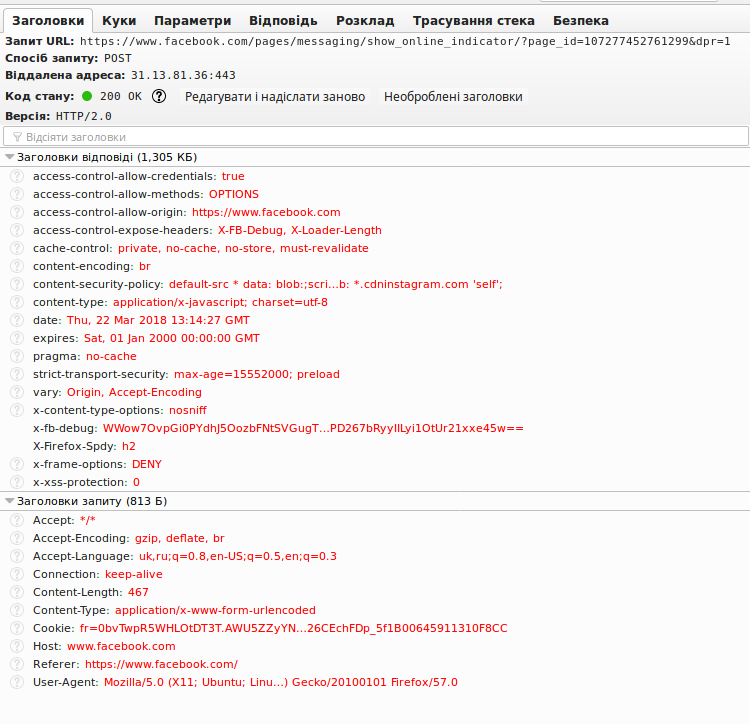 Заголовки Куки Параметри Відповідь Розклад Трасування стека Безпека
Запит URL: https://www.facebook.com/pages/messaging/show_online_indicator/?page_id=107277452761299&dpr=1
Спосіб запиту: POST
Віддалена адреса: 31.13.81.36:443
Код стану: 200 OK ? Редагувати і надіслати заново Необроблені заголовки
Версія: HTTP/2.0
Відсіяти заголовки
Заголовки відповіді (1,305 КБ)
? access-control-allow-credentials: true
? access-control-allow-methods: OPTIONS
? access-control-allow-origin: https://www.facebook.com
? access-control-expose-headers: X-FB-Debug, X-Loader-Length
? cache-control: private, no-cache, no-store, must-revalidate
? content-encoding: br
? content-security-policy: default-src * data: blob:;scri...b: *.cdninstagram.com 'self';
? content-type: application/x-javascript; charset=utf-8
? date: Thu, 22 Mar 2018 13:14:27 GMT
? expires: Sat, 01 Jan 2000 00:00:00 GMT
? pragma: no-cache
? strict-transport-security: max-age=15552000; preload
? vary: Origin, Accept-Encoding
? x-content-type-options: nosniff
x-fb-debug: WWow7OvpGi0PYdhJ5OozbFNtSVGugT...PD267bRyyIILyi1OtUr21xxe45w==
X-Firefox-Spdy: h2
? x-frame-options: DENY
? x-xss-protection: 0
Заголовки запиту (813 Б)
? Accept: */*
? Accept-Encoding: gzip, deflate, br
? Accept-Language: uk,ru;q=0.8,en-US;q=0.5,en;q=0.3
? Connection: keep-alive
? Content-Length: 467
? Content-Type: application/x-www-form-urlencoded
? Cookie: fr=0bvTwpR5WHLOtDT3T.AWU5ZZyYN...26CEchFDp_5f1B00645911310F8CC
? Host: www.facebook.com
? Referer: https://www.facebook.com/
? User-Agent: Mozilla/5.0 (X11; Ubuntu; Linu...) Gecko/20100101 Firefox/57.0